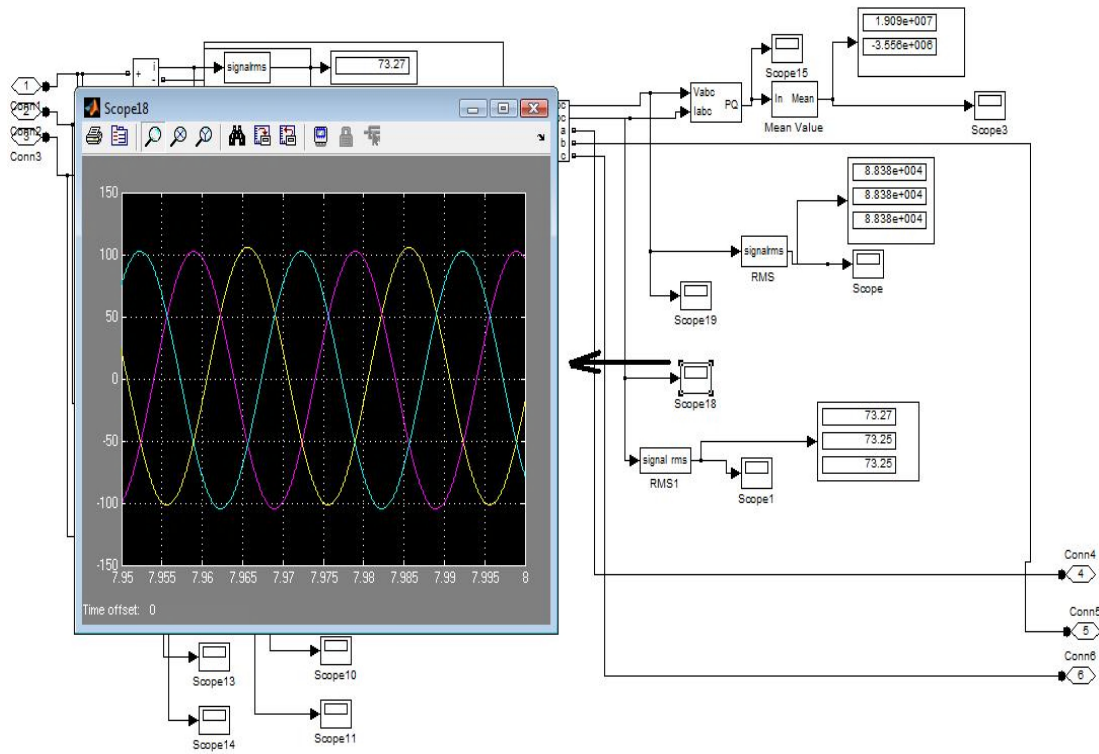 1.909e+007
-3.556e+006
Scope15
1
i
+
-
signalrms
73.27
Conn1
2
Conn2
3
Conn3
Scope18
Vabc
Iabc
PQ
In Mean
Mean Value
Scope3
a
b
c
8.838e+004
8.838e+004
8.838e+004
signalrms
RMS
Scope
Scope19
Scope18
73.27
73.25
73.25
signal rms
RMS1
Scope1
150
100
50
0
-50
-100
-150
7.95 7.955 7.96 7.965 7.97 7.975 7.98 7.985 7.99 7.995 8
Time offset: 0
Conn4
4
Conn5
5
Conn6
6
Scope13
Scope10
Scope14
Scope11